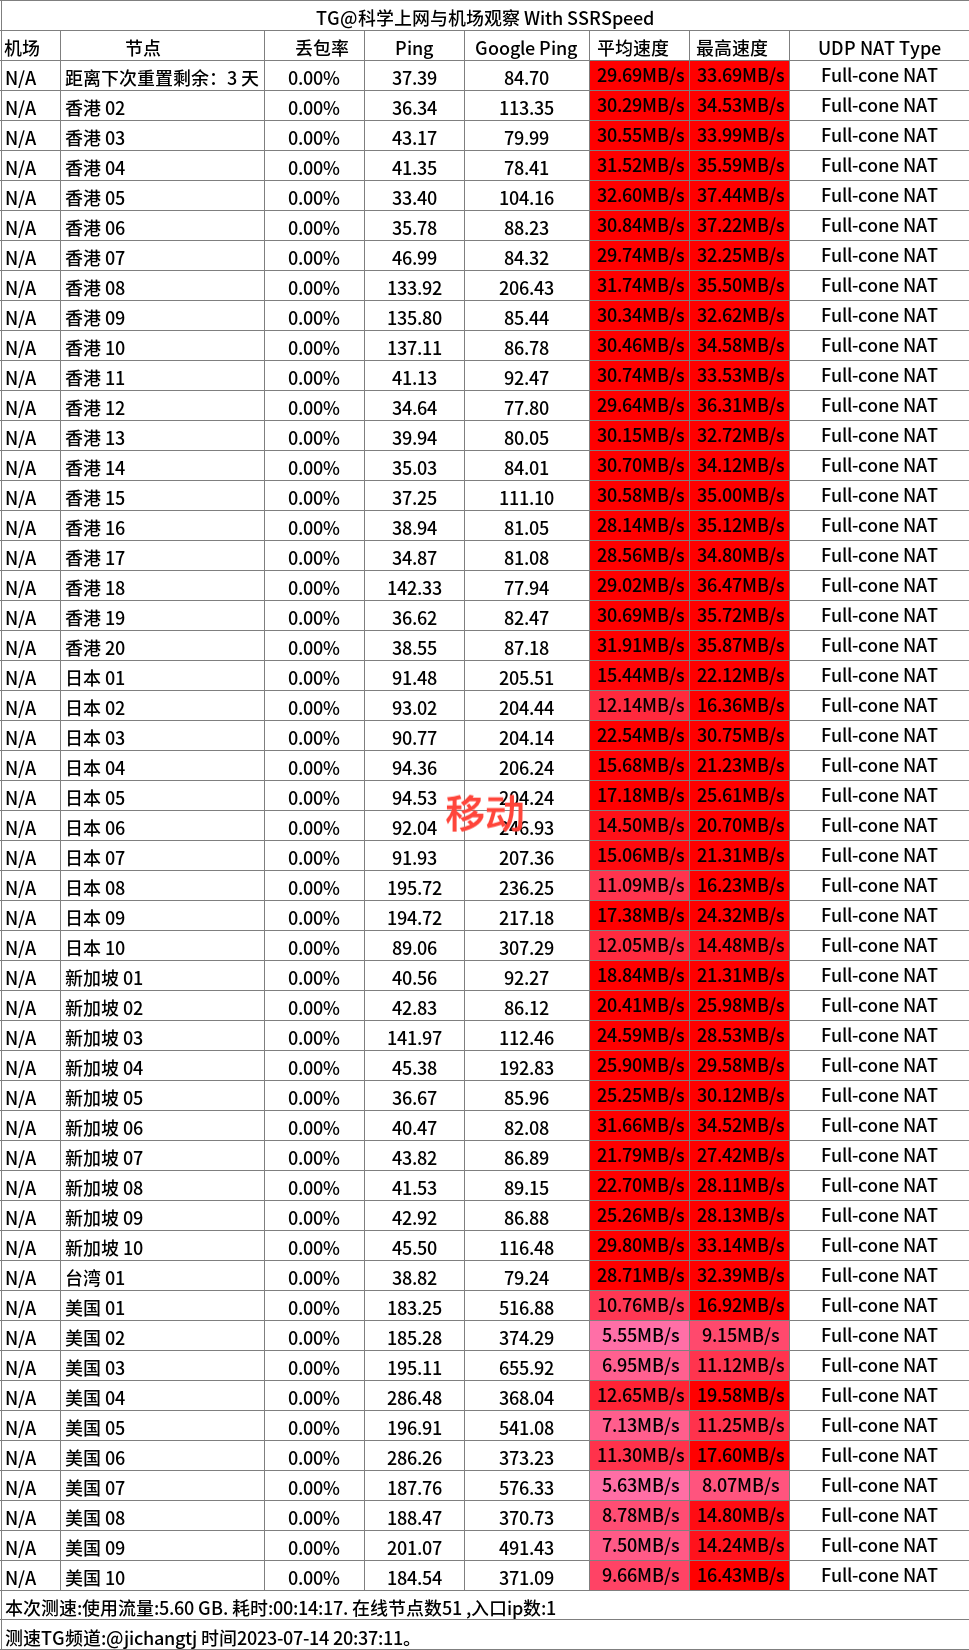 TG@科学上网与机场观察 With SSRSpeed
机场 节点 丢包率 Ping Google Ping 平均速度 最高速度 UDP NAT Type
N/A 距离下次重置剩余：3 天 0.00% 37.39 84.70 29.69MB/s 33.69MB/s Full-cone NAT
N/A 香港 02 0.00% 36.34 113.35 30.29MB/s 34.53MB/s Full-cone NAT
N/A 香港 03 0.00% 43.17 79.99 30.55MB/s 33.99MB/s Full-cone NAT
N/A 香港 04 0.00% 41.35 78.41 31.52MB/s 35.59MB/s Full-cone NAT
N/A 香港 05 0.00% 33.40 104.16 32.60MB/s 37.44MB/s Full-cone NAT
N/A 香港 06 0.00% 35.78 88.23 30.84MB/s 37.22MB/s Full-cone NAT
N/A 香港 07 0.00% 46.99 84.32 29.74MB/s 32.25MB/s Full-cone NAT
N/A 香港 08 0.00% 133.92 206.43 31.74MB/s 35.50MB/s Full-cone NAT
N/A 香港 09 0.00% 135.80 85.44 30.34MB/s 32.62MB/s Full-cone NAT
N/A 香港 10 0.00% 137.11 86.78 30.46MB/s 34.58MB/s Full-cone NAT
N/A 香港 11 0.00% 41.13 92.47 30.74MB/s 33.53MB/s Full-cone NAT
N/A 香港 12 0.00% 34.64 77.80 29.64MB/s 36.31MB/s Full-cone NAT
N/A 香港 13 0.00% 39.94 80.05 30.15MB/s 32.72MB/s Full-cone NAT
N/A 香港 14 0.00% 35.03 84.01 30.70MB/s 34.12MB/s Full-cone NAT
N/A 香港 15 0.00% 37.25 111.10 30.58MB/s 35.00MB/s Full-cone NAT
N/A 香港 16 0.00% 38.94 81.05 28.14MB/s 35.12MB/s Full-cone NAT
N/A 香港 17 0.00% 34.87 81.08 28.56MB/s 34.80MB/s Full-cone NAT
N/A 香港 18 0.00% 142.33 77.94 29.02MB/s 36.47MB/s Full-cone NAT
N/A 香港 19 0.00% 36.62 82.47 30.69MB/s 35.72MB/s Full-cone NAT
N/A 香港 20 0.00% 38.55 87.18 31.91MB/s 35.87MB/s Full-cone NAT
N/A 日本 01 0.00% 91.48 205.51 15.44MB/s 22.12MB/s Full-cone NAT
N/A 日本 02 0.00% 93.02 204.44 12.14MB/s 16.36MB/s Full-cone NAT
N/A 日本 03 0.00% 90.77 204.14 22.54MB/s 30.75MB/s Full-cone NAT
N/A 日本 04 0.00% 94.36 206.24 15.68MB/s 21.23MB/s Full-cone NAT
N/A 日本 05 0.00% 94.53 204.24 17.18MB/s 25.61MB/s Full-cone NAT
移动
N/A 日本 06 0.00% 92.04 246.93 14.50MB/s 20.70MB/s Full-cone NAT
N/A 日本 07 0.00% 91.93 207.36 15.06MB/s 21.31MB/s Full-cone NAT
N/A 日本 08 0.00% 195.72 236.25 11.09MB/s 16.23MB/s Full-cone NAT
N/A 日本 09 0.00% 194.72 217.18 17.38MB/s 24.32MB/s Full-cone NAT
N/A 日本 10 0.00% 89.06 307.29 12.05MB/s 14.48MB/s Full-cone NAT
N/A 新加坡 01 0.00% 40.56 92.27 18.84MB/s 21.31MB/s Full-cone NAT
N/A 新加坡 02 0.00% 42.83 86.12 20.41MB/s 25.98MB/s Full-cone NAT
N/A 新加坡 03 0.00% 141.97 112.46 24.59MB/s 28.53MB/s Full-cone NAT
N/A 新加坡 04 0.00% 45.38 192.83 25.90MB/s 29.58MB/s Full-cone NAT
N/A 新加坡 05 0.00% 36.67 85.96 25.25MB/s 30.12MB/s Full-cone NAT
N/A 新加坡 06 0.00% 40.47 82.08 31.66MB/s 34.52MB/s Full-cone NAT
N/A 新加坡 07 0.00% 43.82 86.89 21.79MB/s 27.42MB/s Full-cone NAT
N/A 新加坡 08 0.00% 41.53 89.15 22.70MB/s 28.11MB/s Full-cone NAT
N/A 新加坡 09 0.00% 42.92 86.88 25.26MB/s 28.13MB/s Full-cone NAT
N/A 新加坡 10 0.00% 45.50 116.48 29.80MB/s 33.14MB/s Full-cone NAT
N/A 台湾 01 0.00% 38.82 79.24 28.71MB/s 32.39MB/s Full-cone NAT
N/A 美国 01 0.00% 183.25 516.88 10.76MB/s 16.92MB/s Full-cone NAT
N/A 美国 02 0.00% 185.28 374.29 5.55MB/s 9.15MB/s Full-cone NAT
N/A 美国 03 0.00% 195.11 655.92 6.95MB/s 11.12MB/s Full-cone NAT
N/A 美国 04 0.00% 286.48 368.04 12.65MB/s 19.58MB/s Full-cone NAT
N/A 美国 05 0.00% 196.91 541.08 7.13MB/s 11.25MB/s Full-cone NAT
N/A 美国 06 0.00% 286.26 373.23 11.30MB/s 17.60MB/s Full-cone NAT
N/A 美国 07 0.00% 187.76 576.33 5.63MB/s 8.07MB/s Full-cone NAT
N/A 美国 08 0.00% 188.47 370.73 8.78MB/s 14.80MB/s Full-cone NAT
N/A 美国 09 0.00% 201.07 491.43 7.50MB/s 14.24MB/s Full-cone NAT
N/A 美国 10 0.00% 184.54 371.09 9.66MB/s 16.43MB/s Full-cone NAT
本次测速:使用流量:5.60 GB. 耗时:00:14:17. 在线节点数51 ,入口ip数:1
测速TG频道:@jichangtj 时间2023-07-14 20:37:11。